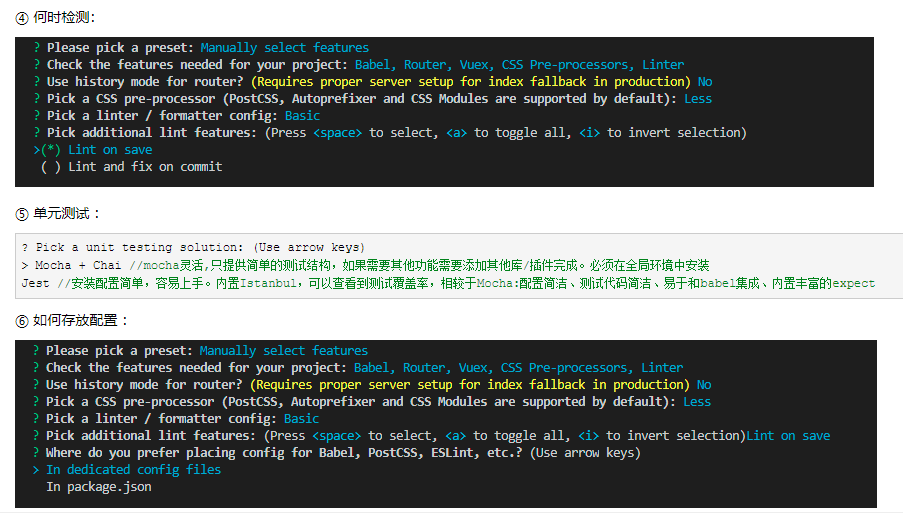 ④ 何时检测：
? Please pick a preset: Manually select features
? Check the features needed for your project: Babel, Router, Vuex, CSS Pre-processors, Linter
? Use history mode for router? (Requires proper server setup for index fallback in production) No
? Pick a CSS pre-processor (PostCSS, Autoprefixer and CSS Modules are supported by default): Less
? Pick a linter / formatter config: Basic
? Pick additional lint features: (Press <space> to select, <a> to toggle all, <i> to invert selection)
>(*) Lint on save
( ) Lint and fix on commit
⑤ 单元测试 ：
? Pick a unit testing solution: (Use arrow keys)
> Mocha + Chai //mocha灵活,只提供简单的测试结构，如果需要其他功能需要添加其他库/插件完成。必须在全局环境中安装
Jest //安装配置简单，容易上手。内置Istanbul，可以查看到测试覆盖率，相较于Mocha:配置简洁、测试代码简洁、易于和babel集成、内置丰富的expect
⑥ 如何存放配置 ：
? Please pick a preset: Manually select features
? Check the features needed for your project: Babel, Router, Vuex, CSS Pre-processors, Linter
? Use history mode for router? (Requires proper server setup for index fallback in production) No
? Pick a CSS pre-processor (PostCSS, Autoprefixer and CSS Modules are supported by default): Less
? Pick a linter / formatter config: Basic
? Pick additional lint features: (Press <space> to select, <a> to toggle all, <i> to invert selection)Lint on save
? Where do you prefer placing config for Babel, PostCSS, ESLint, etc.? (Use arrow keys)
> In dedicated config files
In package.json